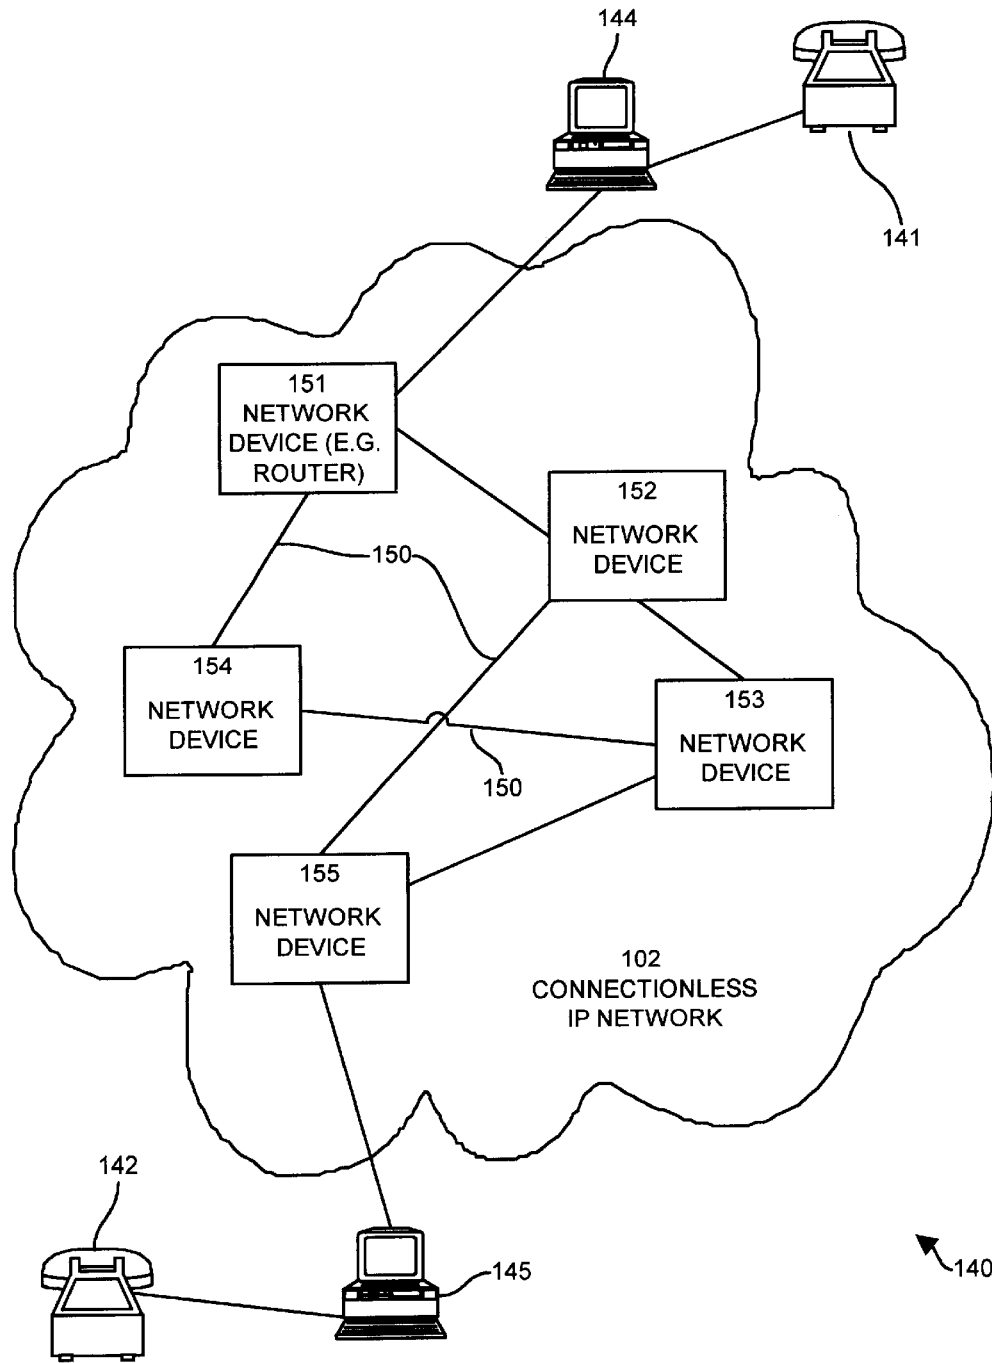 144
141
151
NETWORK
DEVICE (E.G.
ROUTER)
152
NETWORK
DEVICE
150
154
NETWORK
DEVICE
153
NETWORK
DEVICE
150
155
NETWORK
DEVICE
102
CONNECTIONLESS
IP NETWORK
142
145
140